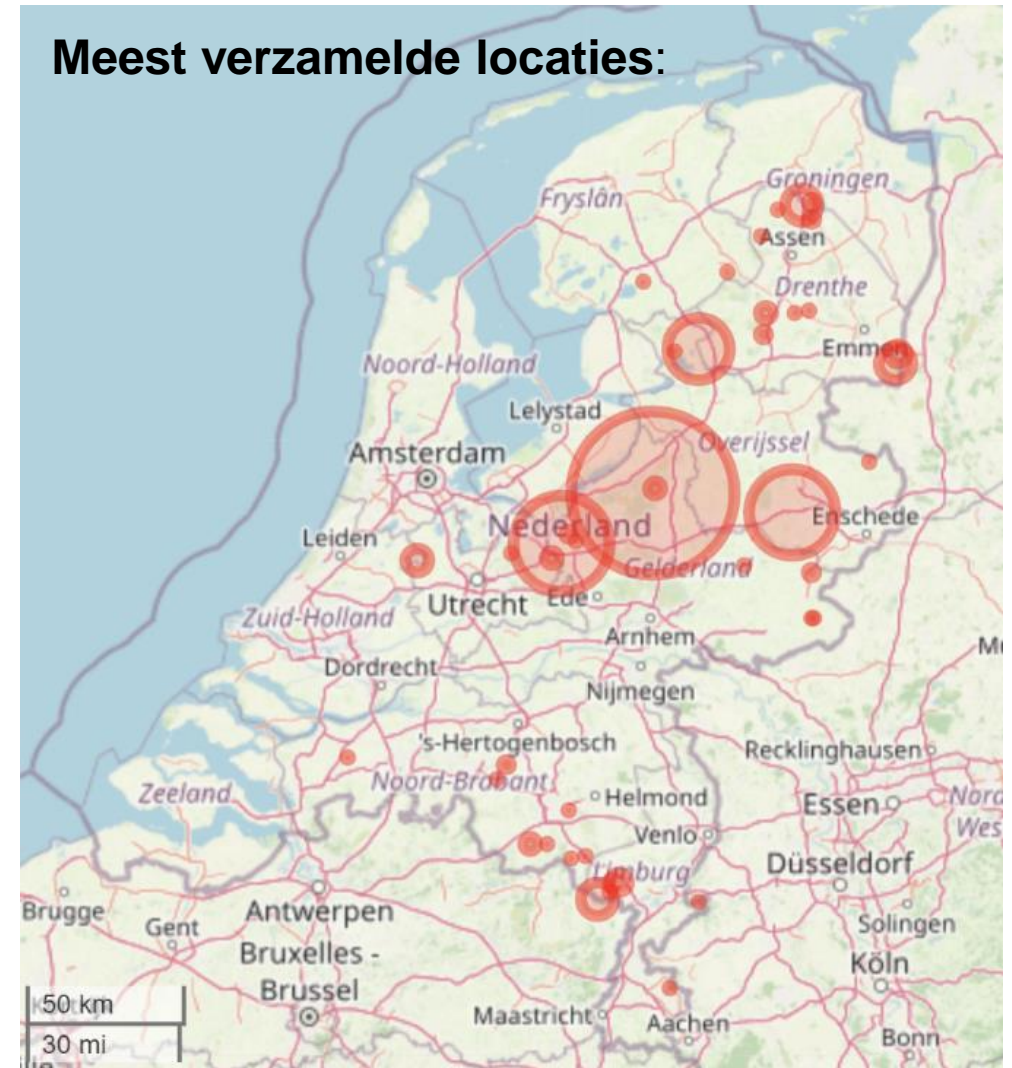 Meest verzamelde locaties:
Groningen
Fryslân
Assen
Drenthe
Emmen
Noord-Holland
Lelystad
Overijssel
Amsterdam
Enschede
Nederland
Leiden
Gelderland
Utrecht
Ede
Zuid-Holland
Arnhem
Dordrecht
Nijmegen
's-Hertogenbosch
Recklinghausen
Noord-Brabant
Zeeland
Helmond
Essen
Nord
Wes
Venlo
Düsseldorf
Limburg
Brugge
Antwerpen
Gent
Solingen
Bruxelles -
Brussel
Köln
50 km
Maastricht
Aachen
30 mi
Bonn